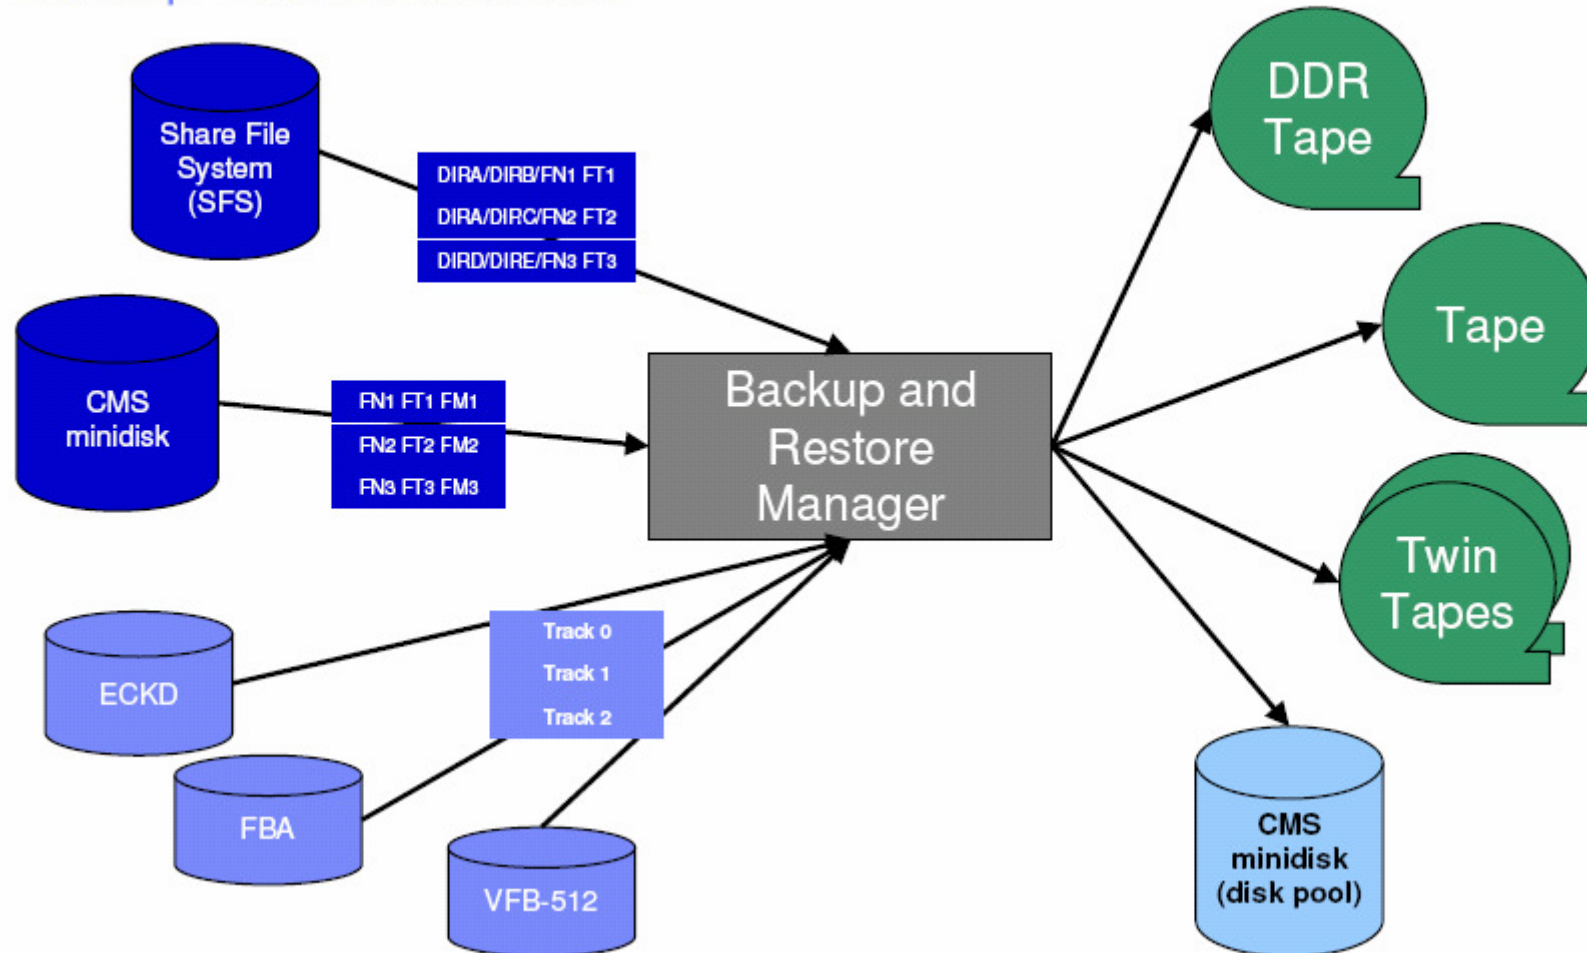 Share File
System
(SFS)
DIRA/DIRB/FN1 FT1
DIRA/DIRC/FN2 FT2
DIRD/DIRE/FN3 FT3
CMS
minidisk
FN1 FT1 FM1
FN2 FT2 FM2
FN3 FT3 FM3
Backup and
Restore
Manager
DDR
Tape
Tape
Twin
Tapes
CMS
minidisk
(disk pool)
Track 0
Track 1
Track 2
ECKD
FBA
VFB-512